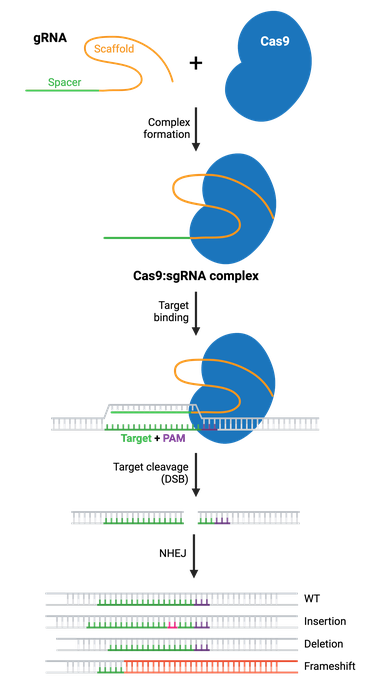 gRNA
Scaffold
Cas9
+
Spacer
Complex
formation
Cas9:sgRNA complex
Target
binding
Target + PAM
Target cleavage
(DSB)
NHEJ
WT
Insertion
Deletion
Frameshift